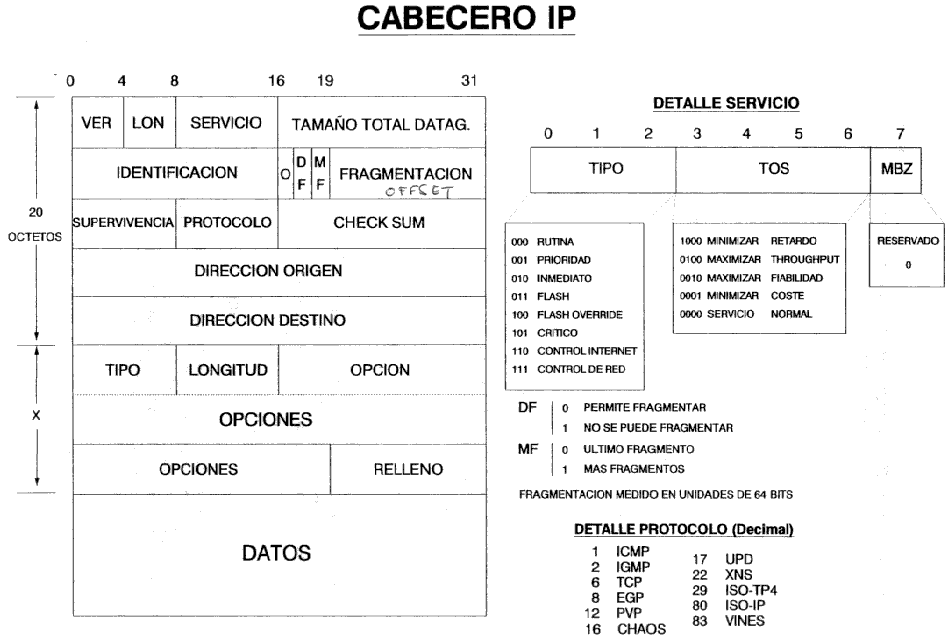 CABECERO IP
0 4 8 16 19 31
VER LON SERVICIO TAMAÑO TOTAL DATAG.
IDENTIFICACION O DF MF FRAGMENTACION
OFFSET
SUPERVIVENCIA PROTOCOLO CHECK SUM
DIRECCION ORIGEN
DIRECCION DESTINO
20
OCTETOS
TIPO LONGITUD OPCION
OPCIONES
OPCIONES RELLENO
X
DATOS
DETALLE SERVICIO
0 1 2 3 4 5 6 7
TIPO TOS MBZ
000 RUTINA
001 PRIORIDAD
010 INMEDIATO
011 FLASH
100 FLASH OVERRIDE
101 CRITICO
110 CONTROL INTERNET
111 CONTROL DE RED
1000 MINIMIZAR RETARDO
0100 MAXIMIZAR THROUGHPUT
0010 MAXIMIZAR FIABILIDAD
0001 MINIMIZAR COSTE
0000 SERVICIO NORMAL
RESERVADO
0
DF 0 PERMITE FRAGMENTAR
1 NO SE PUEDE FRAGMENTAR
MF 0 ULTIMO FRAGMENTO
1 MAS FRAGMENTOS
FRAGMENTACION MEDIDO EN UNIDADES DE 64 BITS
DETALLE PROTOCOLO (Decimal)
1 ICMP
2 IGMP
6 TCP
8 EGP
12 PVP
16 CHAOS
17 UPD
22 XNS
29 ISO-TP4
80 ISO-IP
83 VINES